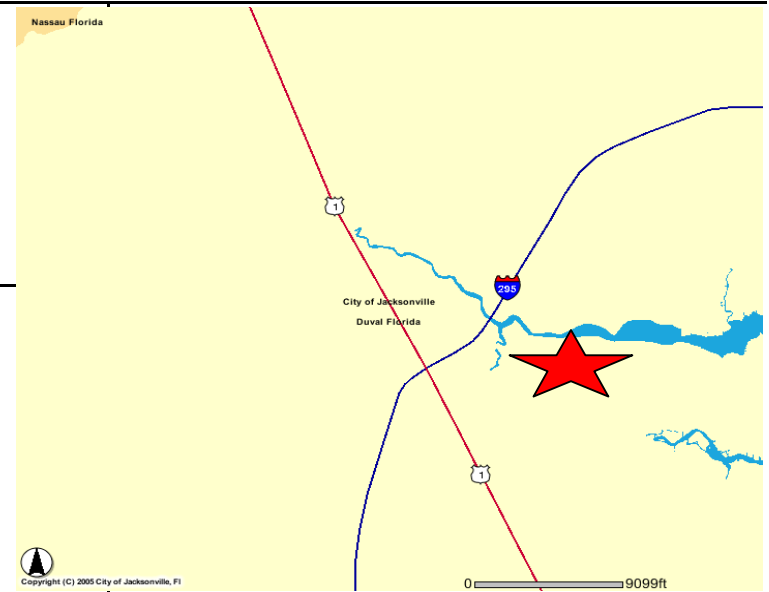 Nassau Florida
1
295
City of Jacksonville
Duval Florida
1
Copyright (C) 2005 City of Jacksonville, Fl
0 9099ft